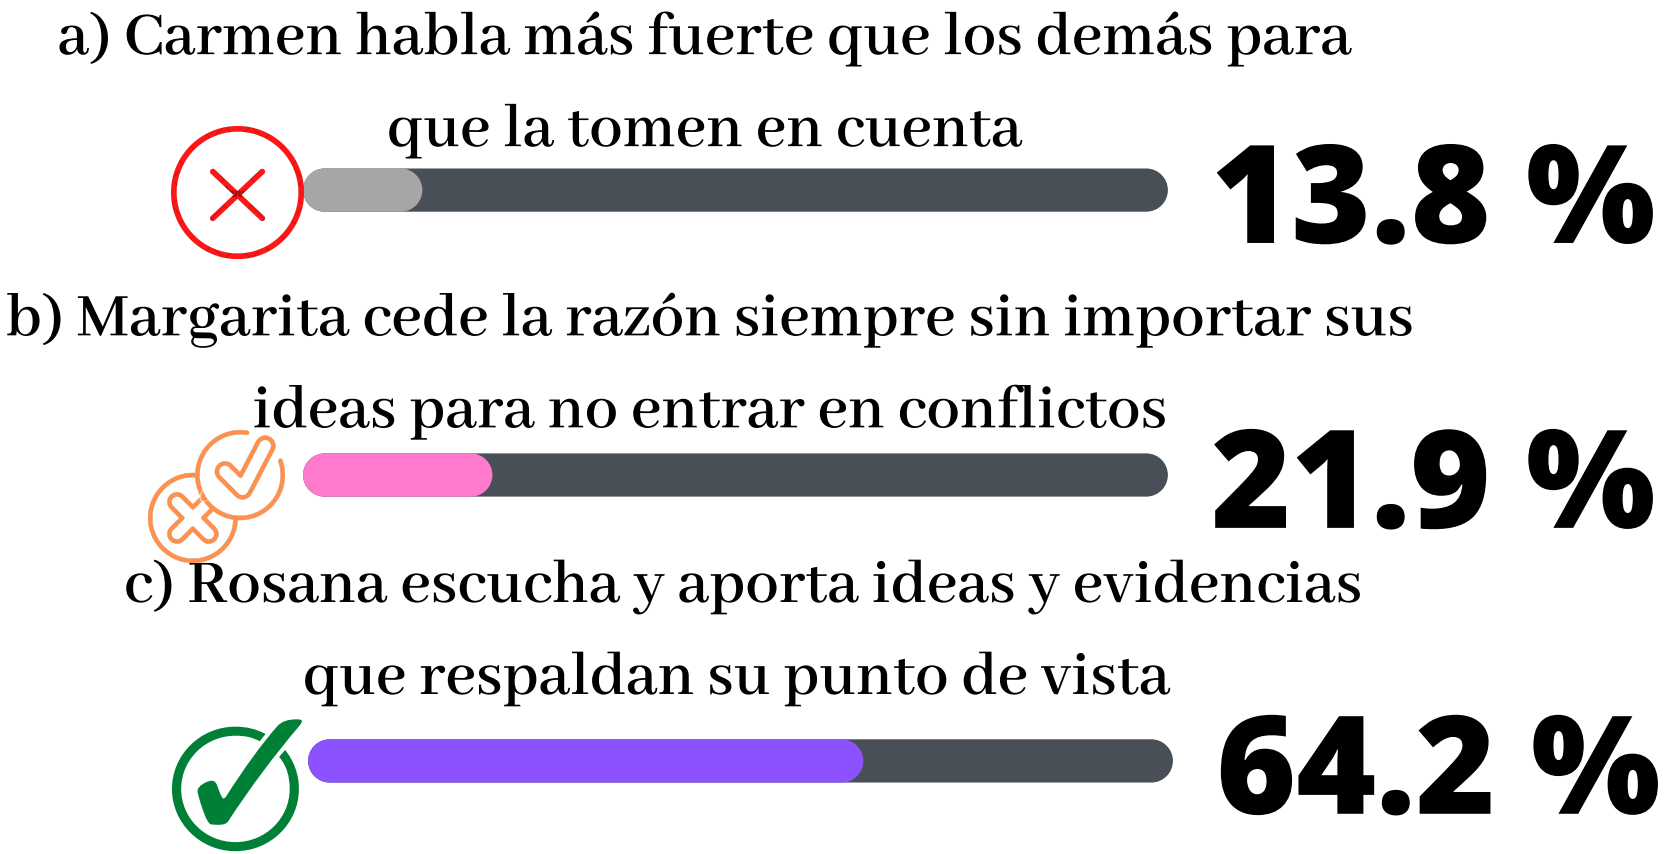 a) Carmen habla más fuerte que los demás para
que la tomen en cuenta
13.8 %
b) Margarita cede la razón siempre sin importar sus
ideas para no entrar en conflictos
21.9 %
c) Rosana escucha y aporta ideas y evidencias
que respaldan su punto de vista
64.2 %